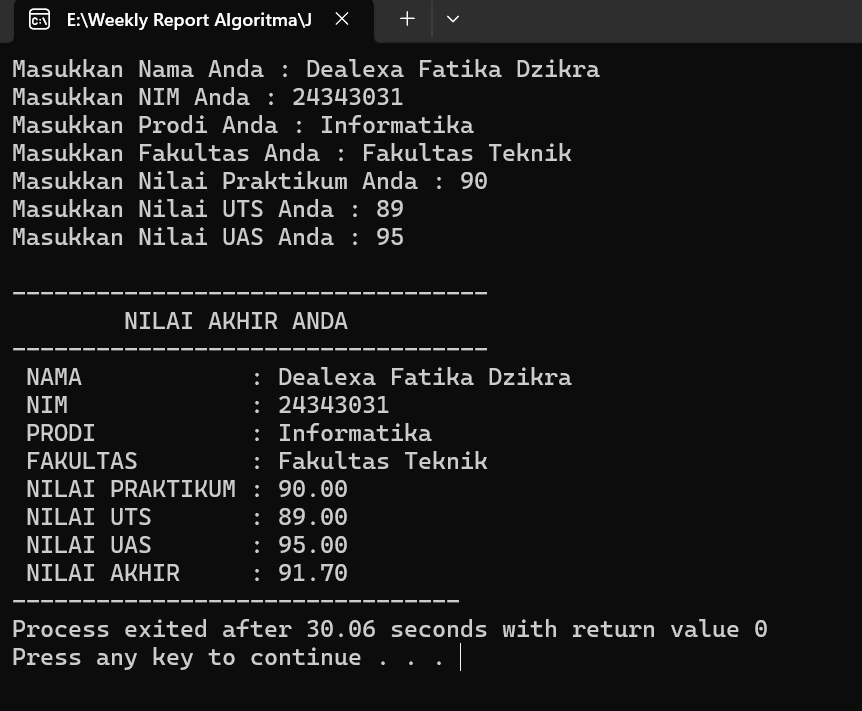 E:\Weekly Report Algoritma\J
Masukkan Nama Anda : Dealexa Fatika Dzikra
Masukkan NIM Anda : 24343031
Masukkan Prodi Anda : Informatika
Masukkan Fakultas Anda : Fakultas Teknik
Masukkan Nilai Praktikum Anda : 90
Masukkan Nilai UTS Anda : 89
Masukkan Nilai UAS Anda : 95
----------------------------------
NILAI AKHIR ANDA
----------------------------------
NAMA : Dealexa Fatika Dzikra
NIM : 24343031
PRODI : Informatika
FAKULTAS : Fakultas Teknik
NILAI PRAKTIKUM : 90.00
NILAI UTS : 89.00
NILAI UAS : 95.00
NILAI AKHIR : 91.70
--------------------------------
Process exited after 30.06 seconds with return value 0
Press any key to continue . . .